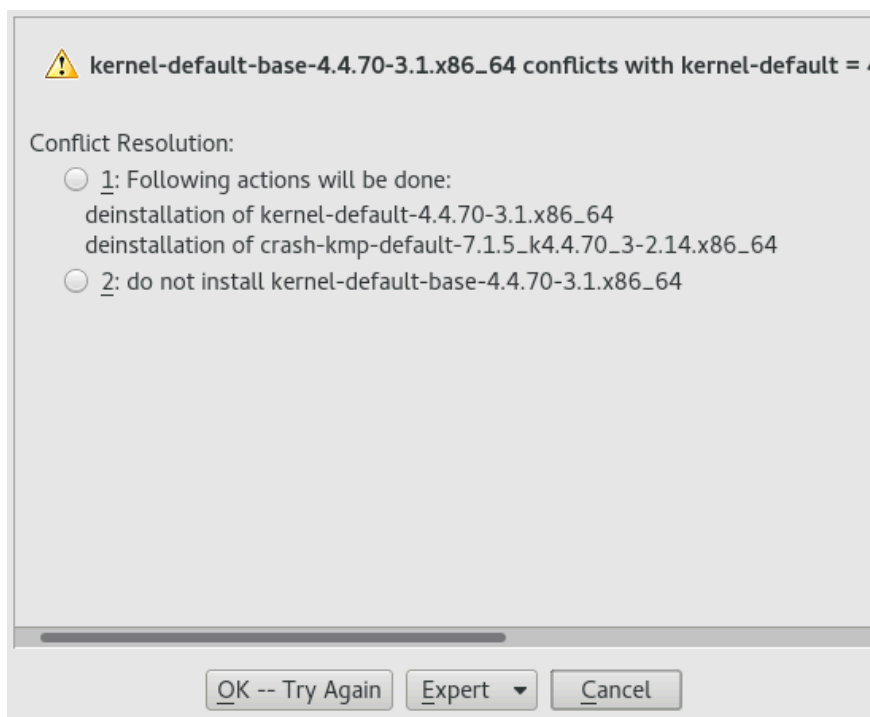 kernel-default-base-4.4.70-3.1.x86_64 conflicts with kernel-default =
Conflict Resolution:
1: Following actions will be done:
deinstallation of kernel-default-4.4.70-3.1.x86_64
deinstallation of crash-kmp-default-7.1.5_k4.4.70_3-2.14.x86_64
2: do not install kernel-default-base-4.4.70-3.1.x86_64
OK -- Try Again
Expert
Cancel